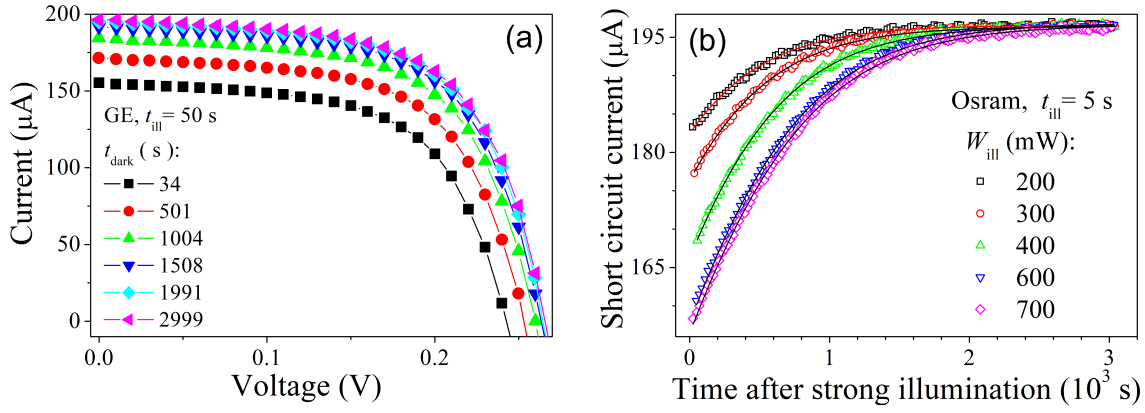 (a)
Current (μA)
200
150
100
50
0
GE, t_ill = 50 s
t_dark ( s ):
34
501
1004
1508
1991
2999
0.0 0.1 0.2
Voltage (V)
(b)
Short circuit current (μA)
195
180
165
Osram, t_ill = 5 s
W_ill (mW):
200
300
400
600
700
0 1 2 3
Time after strong illumination (10³ s)